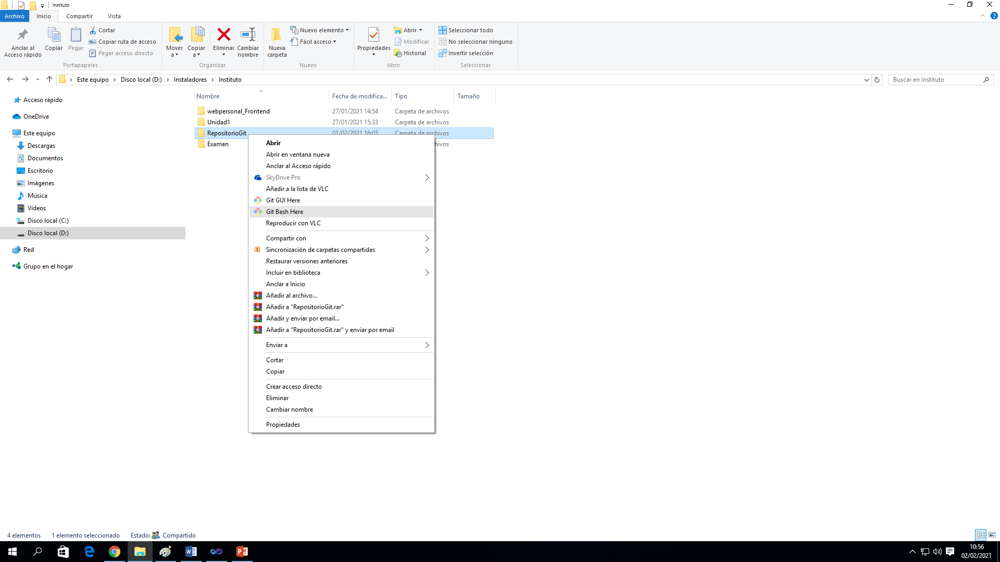 Instituto
Archivo Inicio Compartir Vista
Anclar al Acceso rápido
Copiar
Pegar
Cortar
Copiar ruta de acceso
Pegar acceso directo
Portapapeles
Mover a
Copiar a
Eliminar
Cambiar nombre
Organizar
Nueva carpeta
Nuevo elemento
Fácil acceso
Nuevo
Propiedades
Abrir
Modificar
Historial
Abrir
Seleccionar todo
No seleccionar ninguno
Invertir selección
Seleccionar
Este equipo > Disco local (D:) > Instaladores > Instituto
Buscar en Instituto
Acceso rápido
OneDrive
Este equipo
Descargas
Documentos
Escritorio
Imágenes
Música
Vídeos
Disco local (C:)
Disco local (D:)
Red
Grupo en el hogar
Nombre Fecha de modifica... Tipo Tamaño
webpersonal_Frontend 27/01/2021 14:54 Carpeta de archivos
Unidad1 27/01/2021 15:33 Carpeta de archivos
RepositorioGit 01/02/2021 16:05 Carpeta de archivos
Examen hivos
Abrir
Abrir en ventana nueva
Anclar al Acceso rápido
SkyDrive Pro
Añadir a la lista de VLC
Git GUI Here
Git Bash Here
Reproducir con VLC
Compartir con
Sincronización de carpetas compartidas
Restaurar versiones anteriores
Incluir en biblioteca
Anclar a Inicio
Añadir al archivo...
Añadir a "RepositorioGit.rar"
Añadir y enviar por email...
Añadir a "RepositorioGit.rar" y enviar por email
Enviar a
Cortar
Copiar
Crear acceso directo
Eliminar
Cambiar nombre
Propiedades
4 elementos 1 elemento seleccionado Estado: Compartido
10:56
02/02/2021